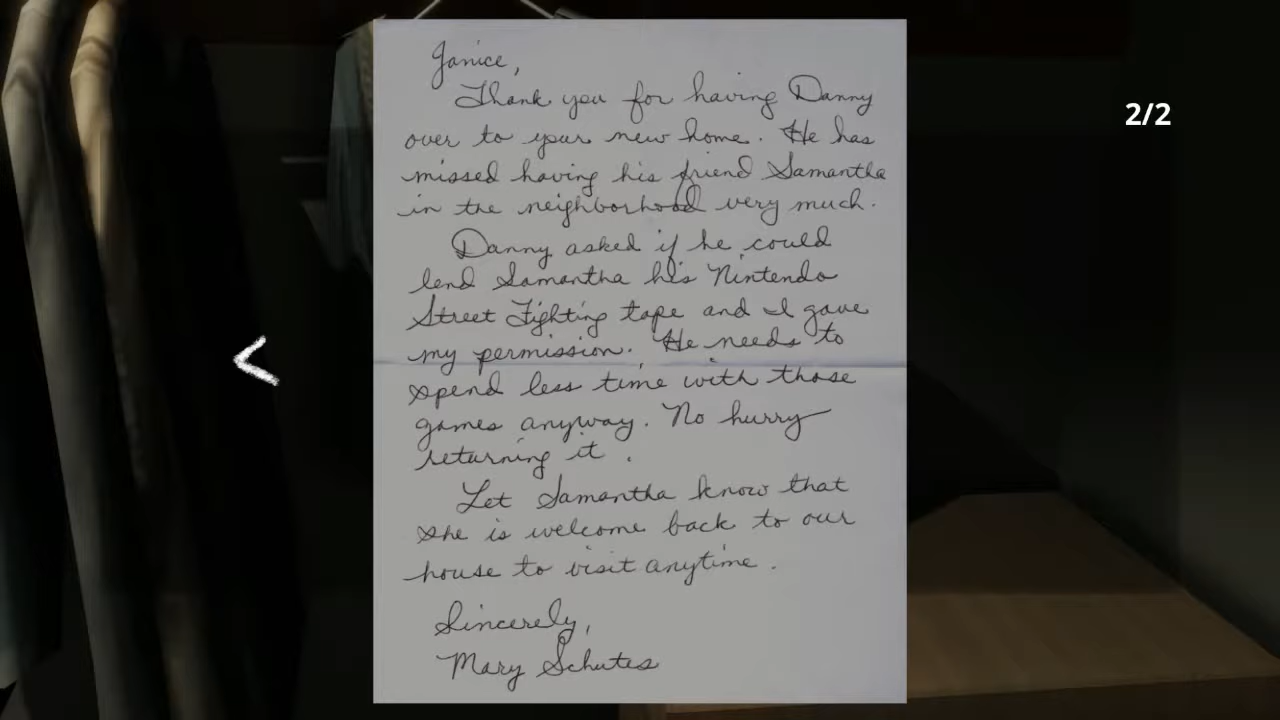 Janice,
Thank you for having Danny
over to your new home. He has
missed having his friend Samantha
in the neighborhood very much.
Danny asked if he could
lend Samantha his Nintendo
Street Fighting tape and I gave
my permission. He needs to
spend less time with those
games anyway. No hurry
returning it.
Let Samantha know that
she is welcome back to our
house to visit anytime.
Sincerely,
Mary Schutes
2/2
<